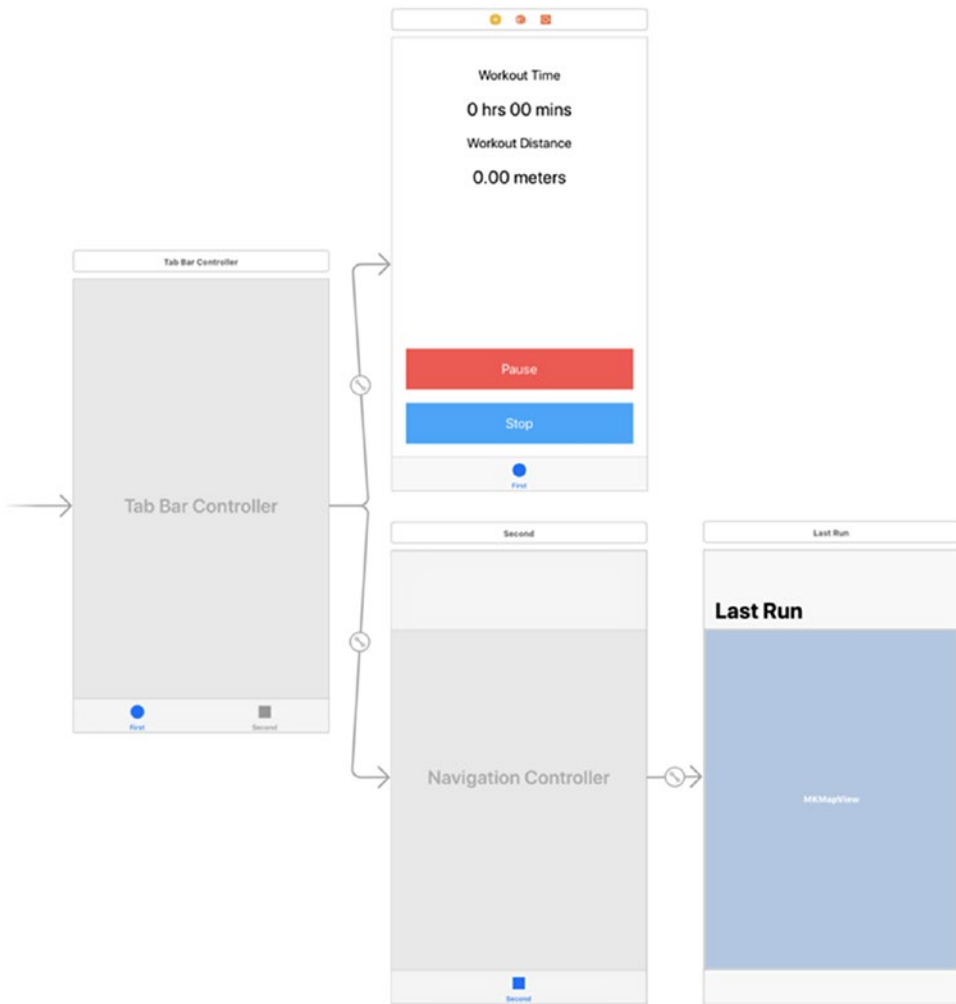 Workout Time
0 hrs 00 mins
Workout Distance
0.00 meters
Pause
Stop
First
Tab Bar Controller
Tab Bar Controller
First
Second
Second
Navigation Controller
Second
Last Run
Last Run
MKMapView